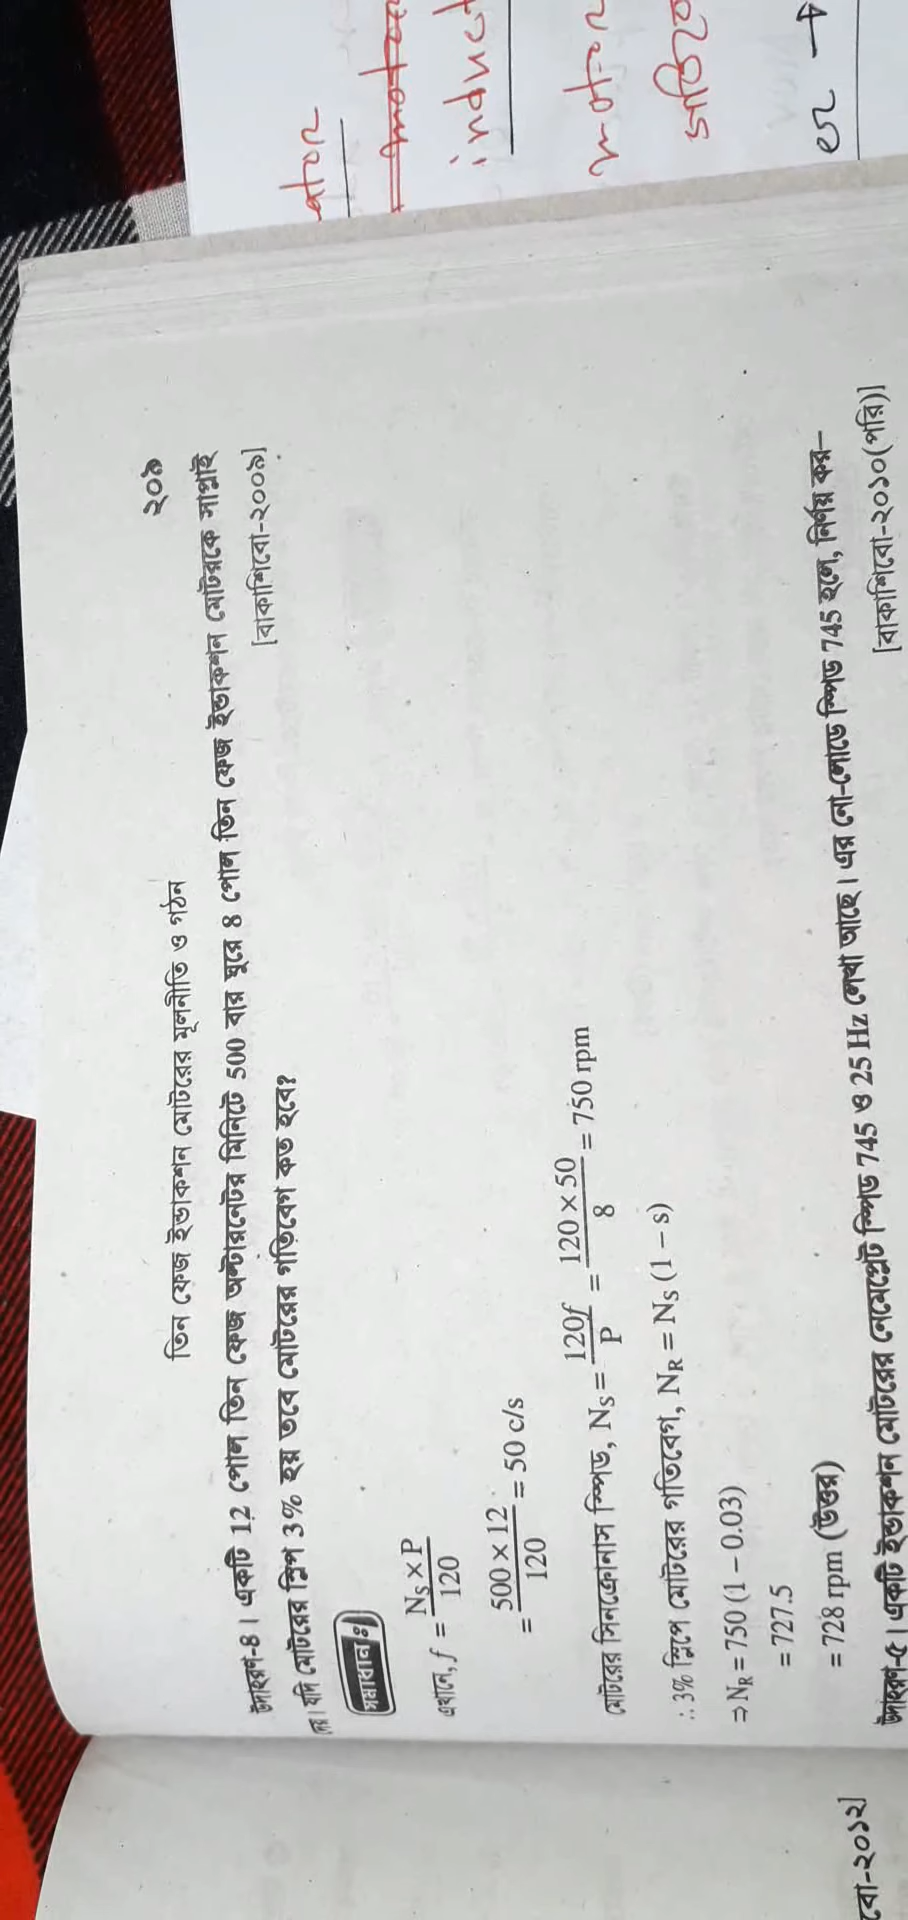 তিন ফেজ ইন্ডাকশন মোটরের মূলনীতি ও গঠন
২০৯
উদাহরণ-৪। একটি 12 পোল তিন ফেজ অল্টারনেটর মিনিটে 500 বার ঘুরে 8 পোল তিন ফেজ ইন্ডাকশন মোটরকে সাপ্লাই
দেয়। যদি মোটরের স্লিপ 3% হয় তবে মোটরের গতিবেগ কত হবে?
[বাকাশিবো-২০০৯]
সমাধান ঃ
এখানে, f = N_S × P / 120
= 500 × 12 / 120 = 50 c/s
মোটরের সিনক্রোনাস স্পিড, N_S = 120f / P = 120 × 50 / 8 = 750 rpm
∴ 3% স্লিপে মোটরের গতিবেগ, N_R = N_S (1 – s)
⇒ N_R = 750 (1 – 0.03)
= 727.5
= 728 rpm (উত্তর)
উদাহরণ-৫। একটি ইন্ডাকশন মোটরের নেমপ্লেটে স্পিড 745 ও 25 Hz লেখা আছে। এর নো-লোডে স্পিড 745 হলে, নির্ণয় কর–
[বাকাশিবো-২০১০(পরি)]
বো-২০১২]
ator
induct
motor